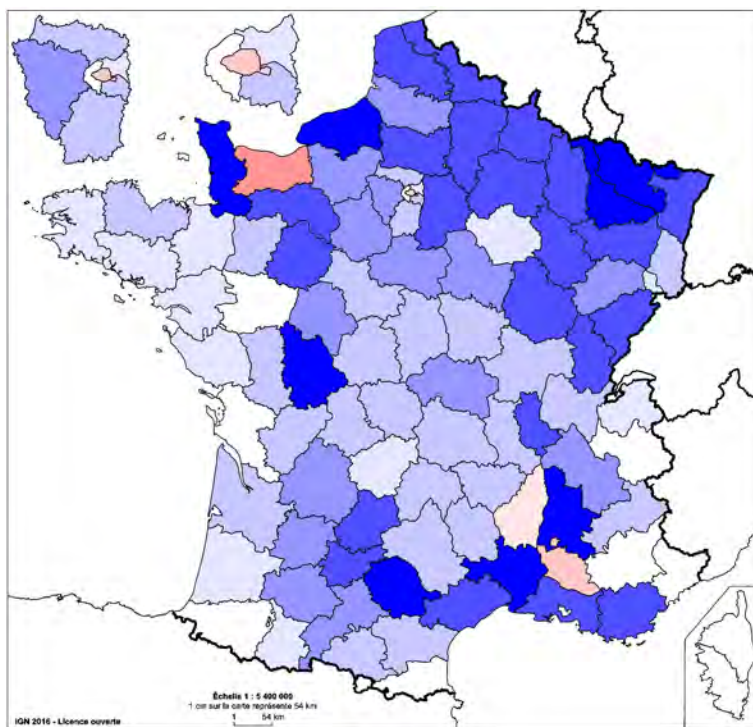 Échelle 1 : 5 400 000
1 cm sur la carte représente 54 km
1 54 km
IGN 2016 - Licence ouverte